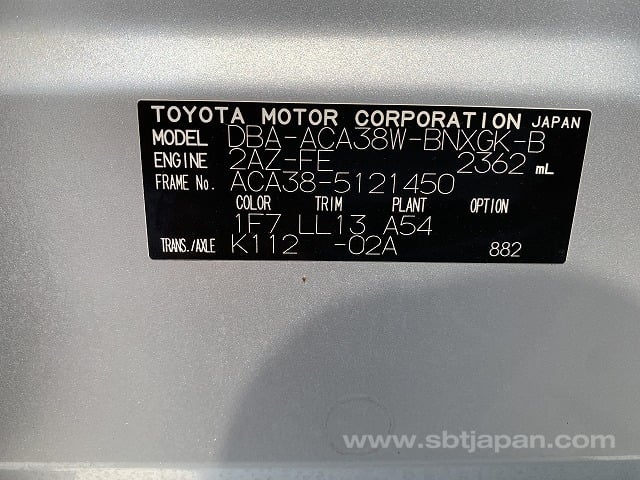 TOYOTA MOTOR CORPORATION JAPAN
MODEL DBA-ACA38W-BNXGK-B
ENGINE 2AZ-FE 2362 mL
FRAME No. ACA38-5121450
COLOR TRIM PLANT OPTION
1F7 LL13 A54
TRANS./AXLE K112 -02A 882
www.sbtjapan.com